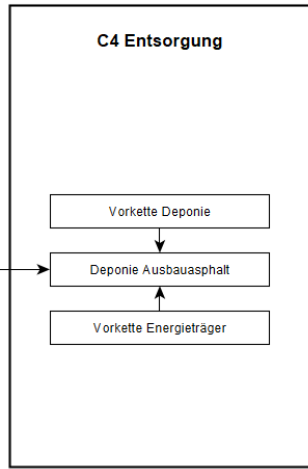 C4 Entsorgung
Vorkette Deponie
Deponie Ausbauasphalt
Vorkette Energieträger